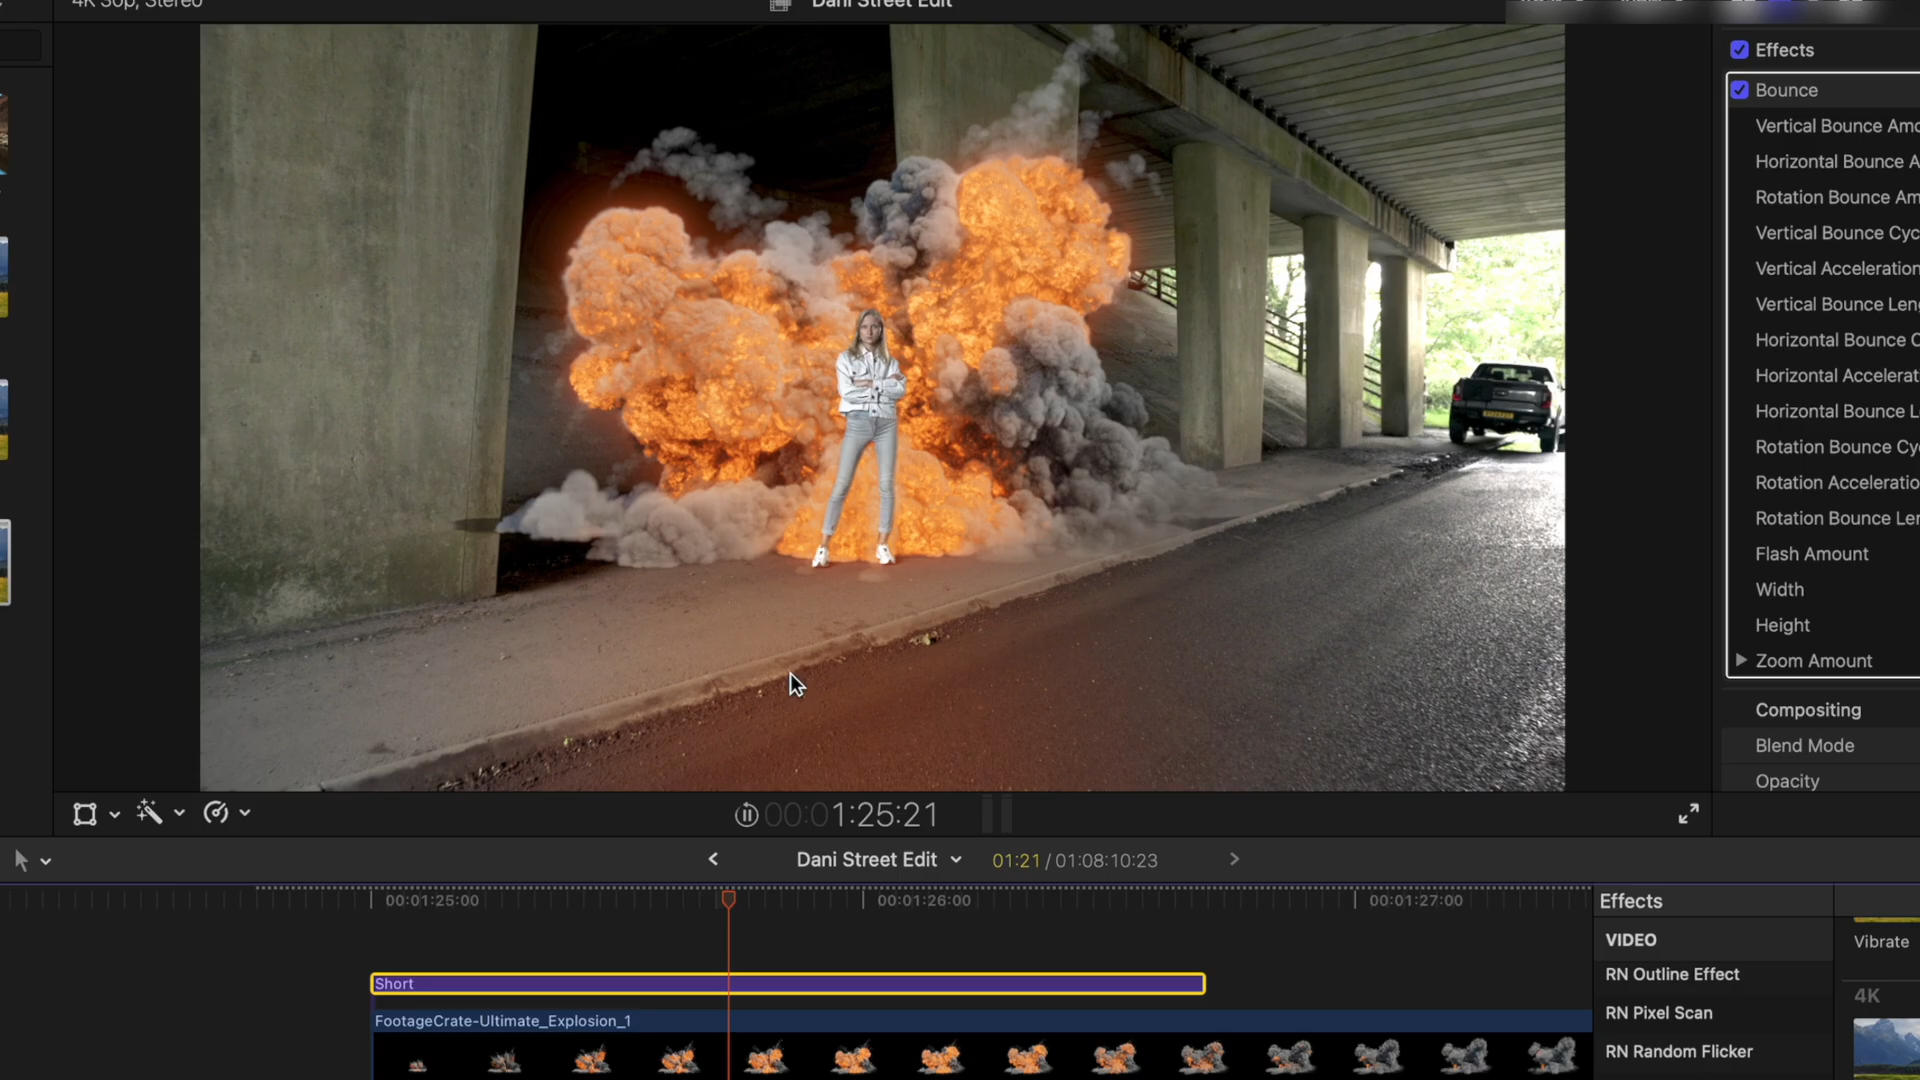 4K 50p, Stereo
Dani Street Edit
Effects
Bounce
Vertical Bounce Amo
Horizontal Bounce A
Rotation Bounce Am
Vertical Bounce Cyc
Vertical Acceleration
Vertical Bounce Leng
Horizontal Bounce C
Horizontal Accelerat
Horizontal Bounce L
Rotation Bounce Cy
Rotation Acceleratio
Rotation Bounce Len
Flash Amount
Width
Height
Zoom Amount
Compositing
Blend Mode
Opacity
00:01:25:21
Dani Street Edit
01:21 / 01:08:10:23
00:01:25:00
00:01:26:00
00:01:27:00
Short
FootageCrate-Ultimate_Explosion_1
Effects
VIDEO
RN Outline Effect
RN Pixel Scan
RN Random Flicker
Vibrate
4K